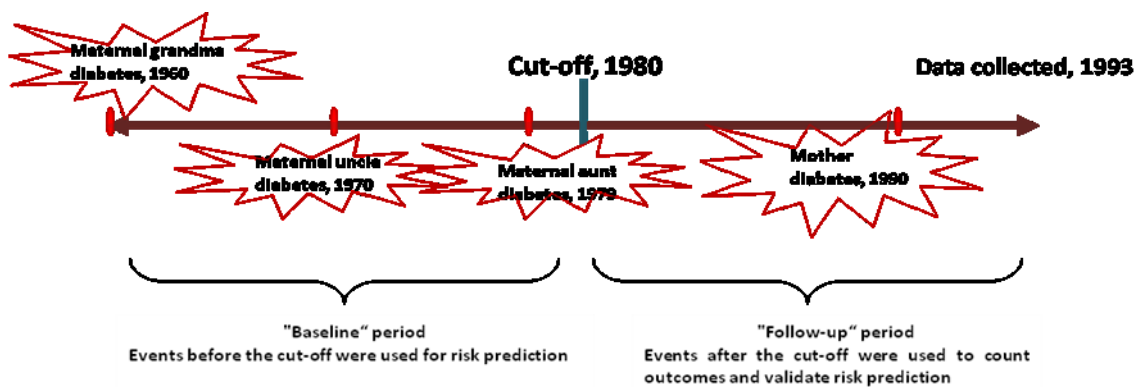 Maternal grandma
diabetes, 1960
Cut-off, 1980
Data collected, 1993
Maternal uncle
diabetes, 1970
Maternal aunt
diabetes, 1979
Mother
diabetes, 1990
"Baseline“ period
Events before the cut-off were used for risk prediction
"Follow-up“ period
Events after the cut-off were used to count
outcomes and validate risk prediction